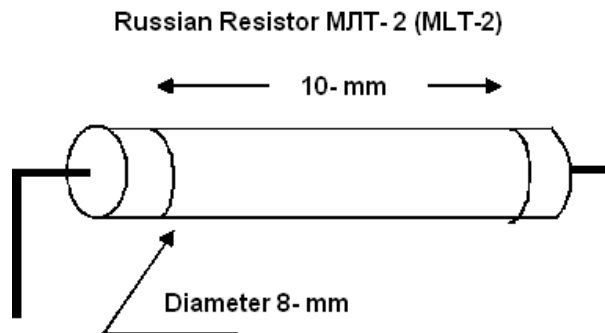 Russian Resistor МЛТ- 2 (MLT-2)
10- mm
Diameter 8- mm